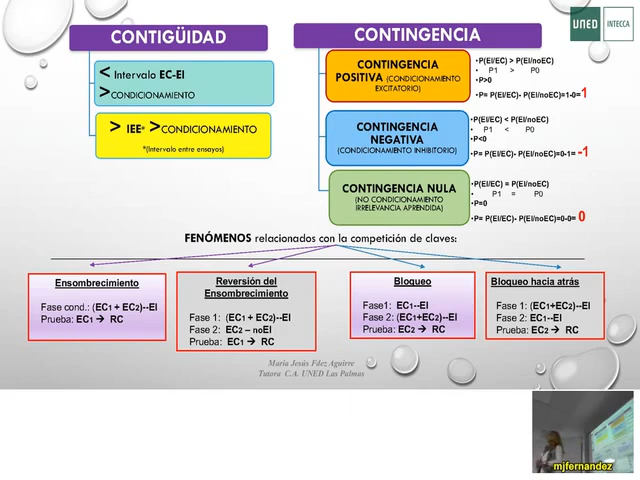 CONTIGÜIDAD
CONTINGENCIA
UNED
INTECCA
< Intervalo EC-EI
>CONDICIONAMIENTO
> IEE* >CONDICIONAMIENTO
*(Intervalo entre ensayos)
CONTINGENCIA
POSITIVA (CONDICIONAMIENTO
EXCITATORIO)
•P(EI/EC) > P(EI/noEC)
• P1 > P0
•P>0
•P= P(EI/EC)- P(EI/noEC)=1-0=1
CONTINGENCIA
NEGATIVA
(CONDICIONAMIENTO INHIBITORIO)
•P(EI/EC) < P(EI/noEC)
• P1 < P0
•P<0
•P= P(EI/EC)- P(EI/noEC)=0-1= -1
CONTINGENCIA NULA
(NO CONDICIONAMIENTO
IRRELEVANCIA APRENDIDA)
•P(EI/EC) = P(EI/noEC)
• P1 = P0
•P=0
•P= P(EI/EC)- P(EI/noEC)=0-0= 0
FENÓMENOS relacionados con la competición de claves:
Ensombrecimiento
Fase cond.: (EC1 + EC2)--EI
Prueba: EC1 → RC
Reversión del
Ensombrecimiento
Fase 1: (EC1 + EC2)--EI
Fase 2: EC2 – noEI
Prueba: EC1 → RC
Bloqueo
Fase1: EC1--EI
Fase 2: (EC1+EC2)--EI
Prueba: EC2 → RC
Bloqueo hacia atrás
Fase 1: (EC1+EC2)--EI
Fase 2: EC1--EI
Prueba: EC2 → RC
María Jesús Fdez Aguirre
Tutora C.A. UNED Las Palmas
mjfernandez